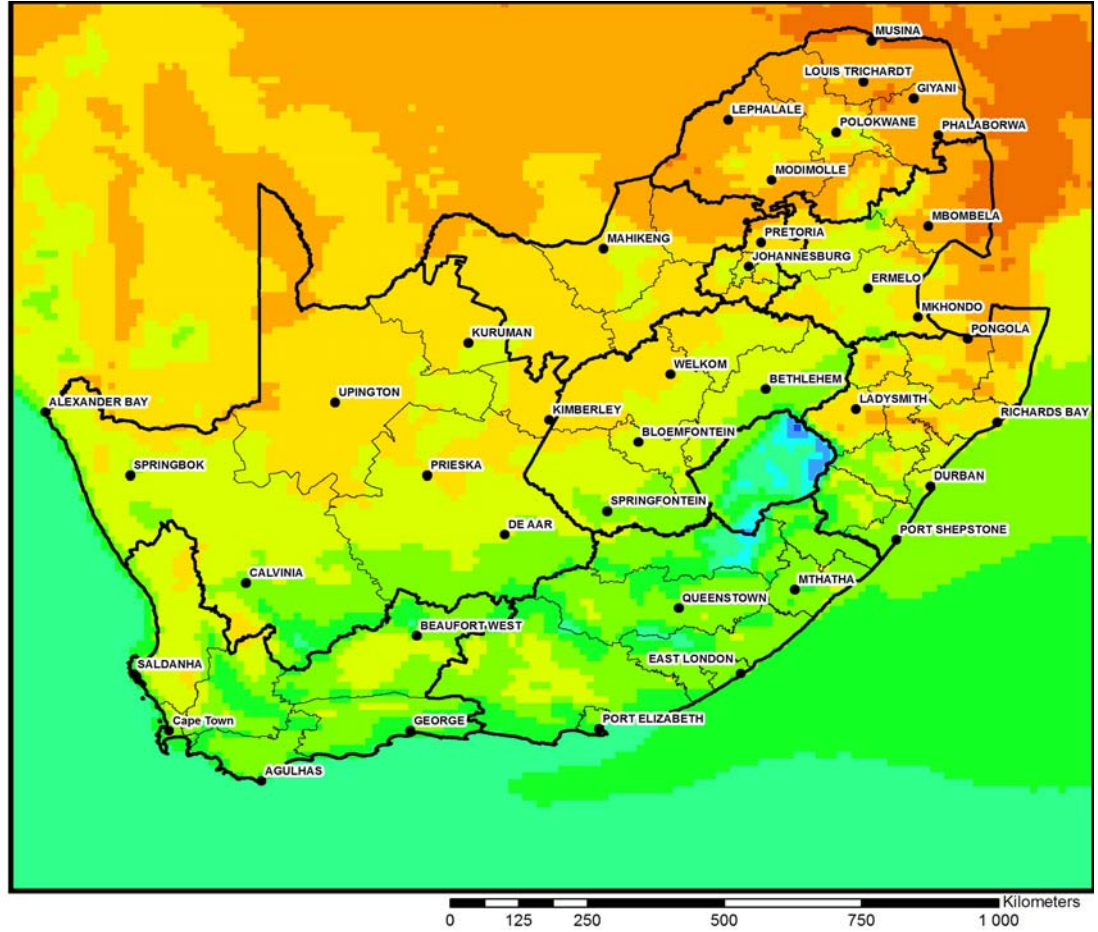 MUSINA
LOUIS TRICHARDT
GIYANI
LEPHALALE
POLOKWANE
PHALABORWA
MODIMOLLE
MBOMBELA
PRETORIA
MAHIKENG
JOHANNESBURG
ERMELO
MKHONDO
PONGOLA
KURUMAN
WELKOM
BETHLEHEM
UPINGTON
ALEXANDER BAY
KIMBERLEY
LADYSMITH
RICHARDS BAY
BLOEMFONTEIN
SPRINGBOK
PRIESKA
DURBAN
SPRINGFONTEIN
DE AAR
PORT SHEPSTONE
CALVINIA
MTHATHA
QUEENSTOWN
BEAUFORT WEST
EAST LONDON
SALDANHA
Cape Town
GEORGE
PORT ELIZABETH
AGULHAS
Kilometers
0 125 250 500 750 1 000